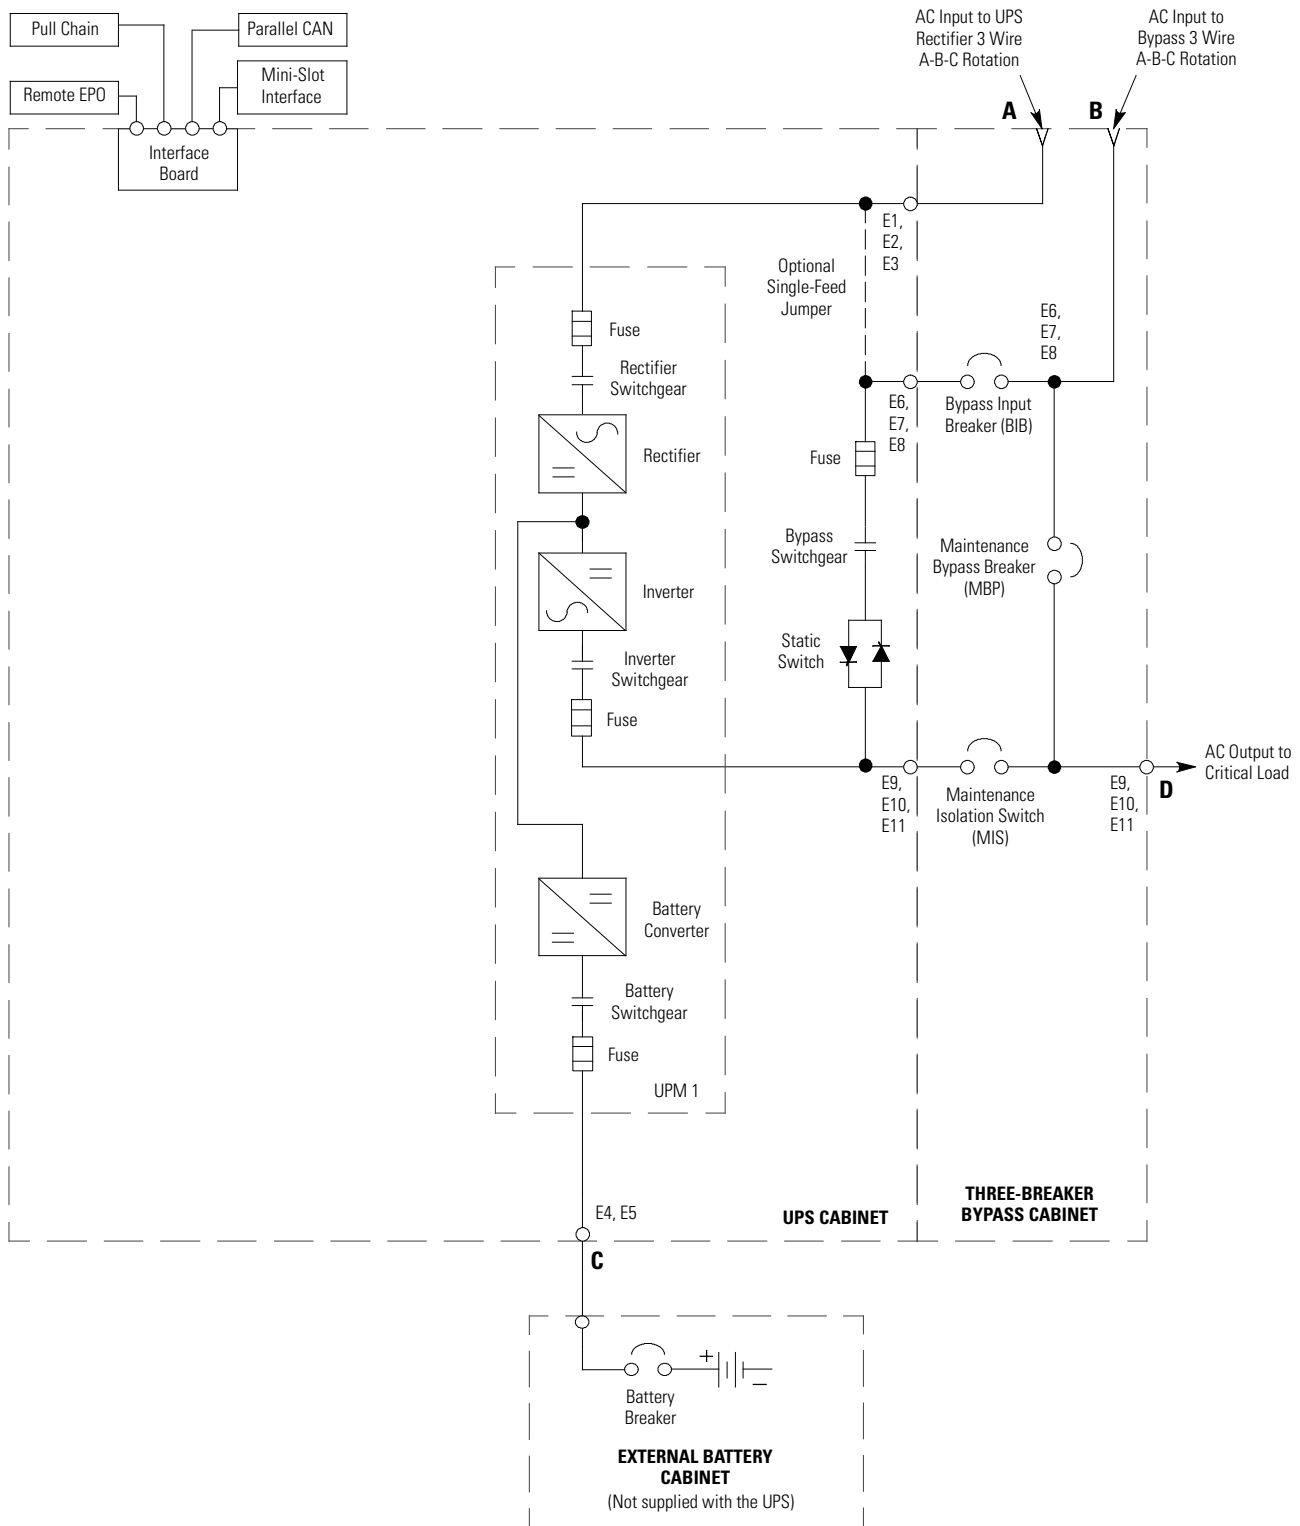 Pull Chain
Parallel CAN
Remote EPO
Mini-Slot
Interface
Interface
Board
AC Input to UPS
Rectifier 3 Wire
A-B-C Rotation
AC Input to
Bypass 3 Wire
A-B-C Rotation
A
B
E1,
E2,
E3
Optional
Single-Feed
Jumper
E6,
E7,
E8
Fuse
Rectifier
Switchgear
Rectifier
E6,
E7,
E8
Bypass Input
Breaker (BIB)
Fuse
Bypass
Switchgear
Maintenance
Bypass Breaker
(MBP)
Inverter
Static
Switch
Inverter
Switchgear
Fuse
E9,
E10,
E11
Maintenance
Isolation Switch
(MIS)
E9,
E10,
E11
D
AC Output to
Critical Load
Battery
Converter
Battery
Switchgear
Fuse
UPM 1
E4, E5
UPS CABINET
THREE-BREAKER
BYPASS CABINET
C
+
–
Battery
Breaker
EXTERNAL BATTERY
CABINET
(Not supplied with the UPS)